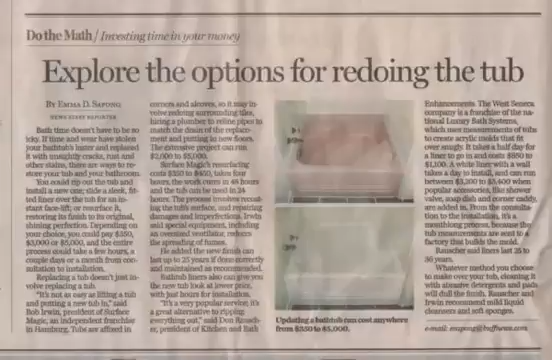 Do the Math / Investing time in your money
Explore the options for redoing the tub
BY EMMA D. SAPONG
NEWS STAFF REPORTER
Bath time doesn't have to be so
icky. If time and wear have stolen
your bathtub's luster and replaced
it with unsightly cracks, rust and
other stains, there are ways to re-
store your tub and your bathroom.
You could rip out the tub and
install a new one; slide a sleek, fit-
ted liner over the tub for an in-
stant face-lift; or resurface it,
restoring its finish to its original,
shining perfection. Depending on
your choice, you could pay $350,
$3,000 or $5,000, and the entire
process could take a few hours, a
couple days or a month from con-
sultation to installation.
Replacing a tub doesn't just in-
volve replacing a tub.
"It's not as easy as lifting a tub
and putting a new tub in," said
Bob Irwin, president of Surface
Magic, an independent franchise
in Hamburg. Tubs are affixed in
corners and alcoves, so it may in-
volve redoing surrounding tiles,
hiring a plumber to refine pipes to
match the drain of the replace-
ment and putting in new floors.
The extensive project can run
$3,000 to $5,000.
Surface Magic's resurfacing
costs $350 to $450, takes four
hours, the work cures in 48 hours
and the tub can be used in 24
hours. The process involves recoat-
ing the tub's surface, and repairing
damages and imperfections. Irwin
said special equipment, including
an oversized ventilator, reduces
the spreading of fumes.
He added the new finish can
last up to 25 years if done correctly
and maintained as recommended.
Bathtub liners also can give you
the new tub look at lower price,
with just hours for installation.
"It's a very popular service; it's
a great alternative to ripping
everything out," said Don Rausch-
er, president of Kitchen and Bath
Updating a bathtub can cost anywhere
from $350 to $5,000.
Enhancements. The West Seneca
company is a franchise of the na-
tional Luxury Bath Systems,
which uses measurements of tubs
to create acrylic molds that fit
over snugly. It takes a half day for
a liner to go in and costs $850 to
$1,100. A white liner with a wall
takes a day to install, and can run
between $3,200 to $3,600 when
popular accessories, like shower
valve, soap dish and corner caddy,
are added in. From the consulta-
tion to the installation, it's a
monthlong process, because the
tub measurements are sent to a
factory that builds the mold.
Rauscher said liners last 25 to
30 years.
Whatever method you choose
to make over your tub, cleaning it
with abrasive detergents and pads
will dull the finish. Rauscher and
Irwin recommend mild liquid
cleansers and soft sponges.
e-mail: esapong@buffnews.com